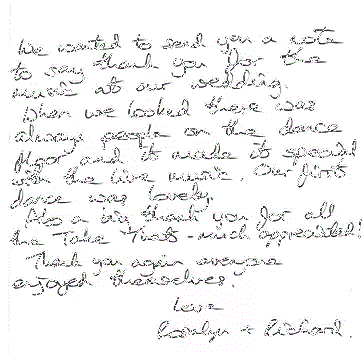 We wanted to send you a note
to say thank you for the
music at our wedding.
When we looked there was
always people on the dance
floor and it made it special
with the live music. Our first
dance was lovely.
Also a big thank you for all
the Take That - much appreciated!
Thank you again everyone
enjoyed themselves.
Love
+ Richard.